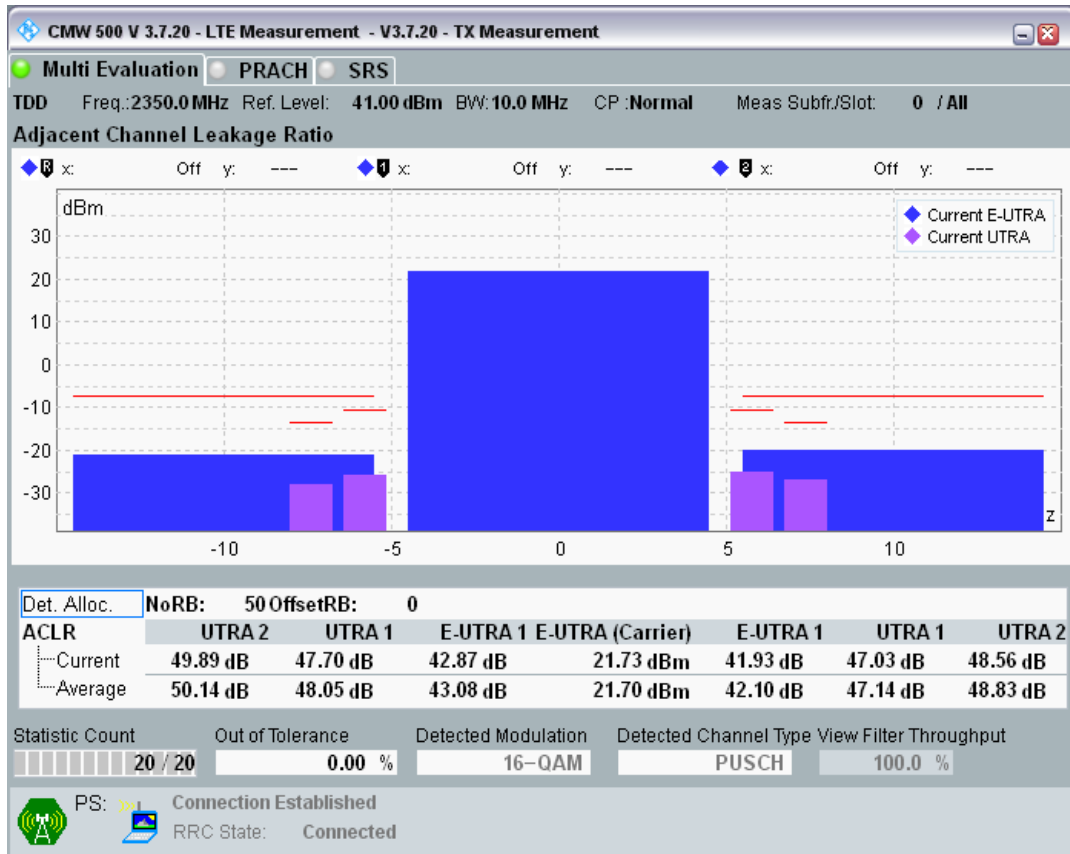 CMW 500 V 3.7.20 - LTE Measurement - V3.7.20 - TX Measurement
Multi Evaluation PRACH SRS
TDD Freq.:2350.0 MHz Ref. Level: 41.00 dBm BW:10.0 MHz CP :Normal Meas Subfr./Slot: 0 / All
Adjacent Channel Leakage Ratio
R x: Off y: --- 1 x: Off y: --- 2 x: Off y: ---
dBm
Current E-UTRA
Current UTRA
30
20
10
0
-10
-20
-30
z
-10 -5 0 5 10
Det. Alloc. NoRB: 50 OffsetRB: 0
ACLR UTRA 2 UTRA 1 E-UTRA 1 E-UTRA (Carrier) E-UTRA 1 UTRA 1 UTRA 2
Current 49.89 dB 47.70 dB 42.87 dB 21.73 dBm 41.93 dB 47.03 dB 48.56 dB
Average 50.14 dB 48.05 dB 43.08 dB 21.70 dBm 42.10 dB 47.14 dB 48.83 dB
Statistic Count Out of Tolerance Detected Modulation Detected Channel Type View Filter Throughput
20 / 20 0.00 % 16-QAM PUSCH 100.0 %
PS: Connection Established
RRC State: Connected